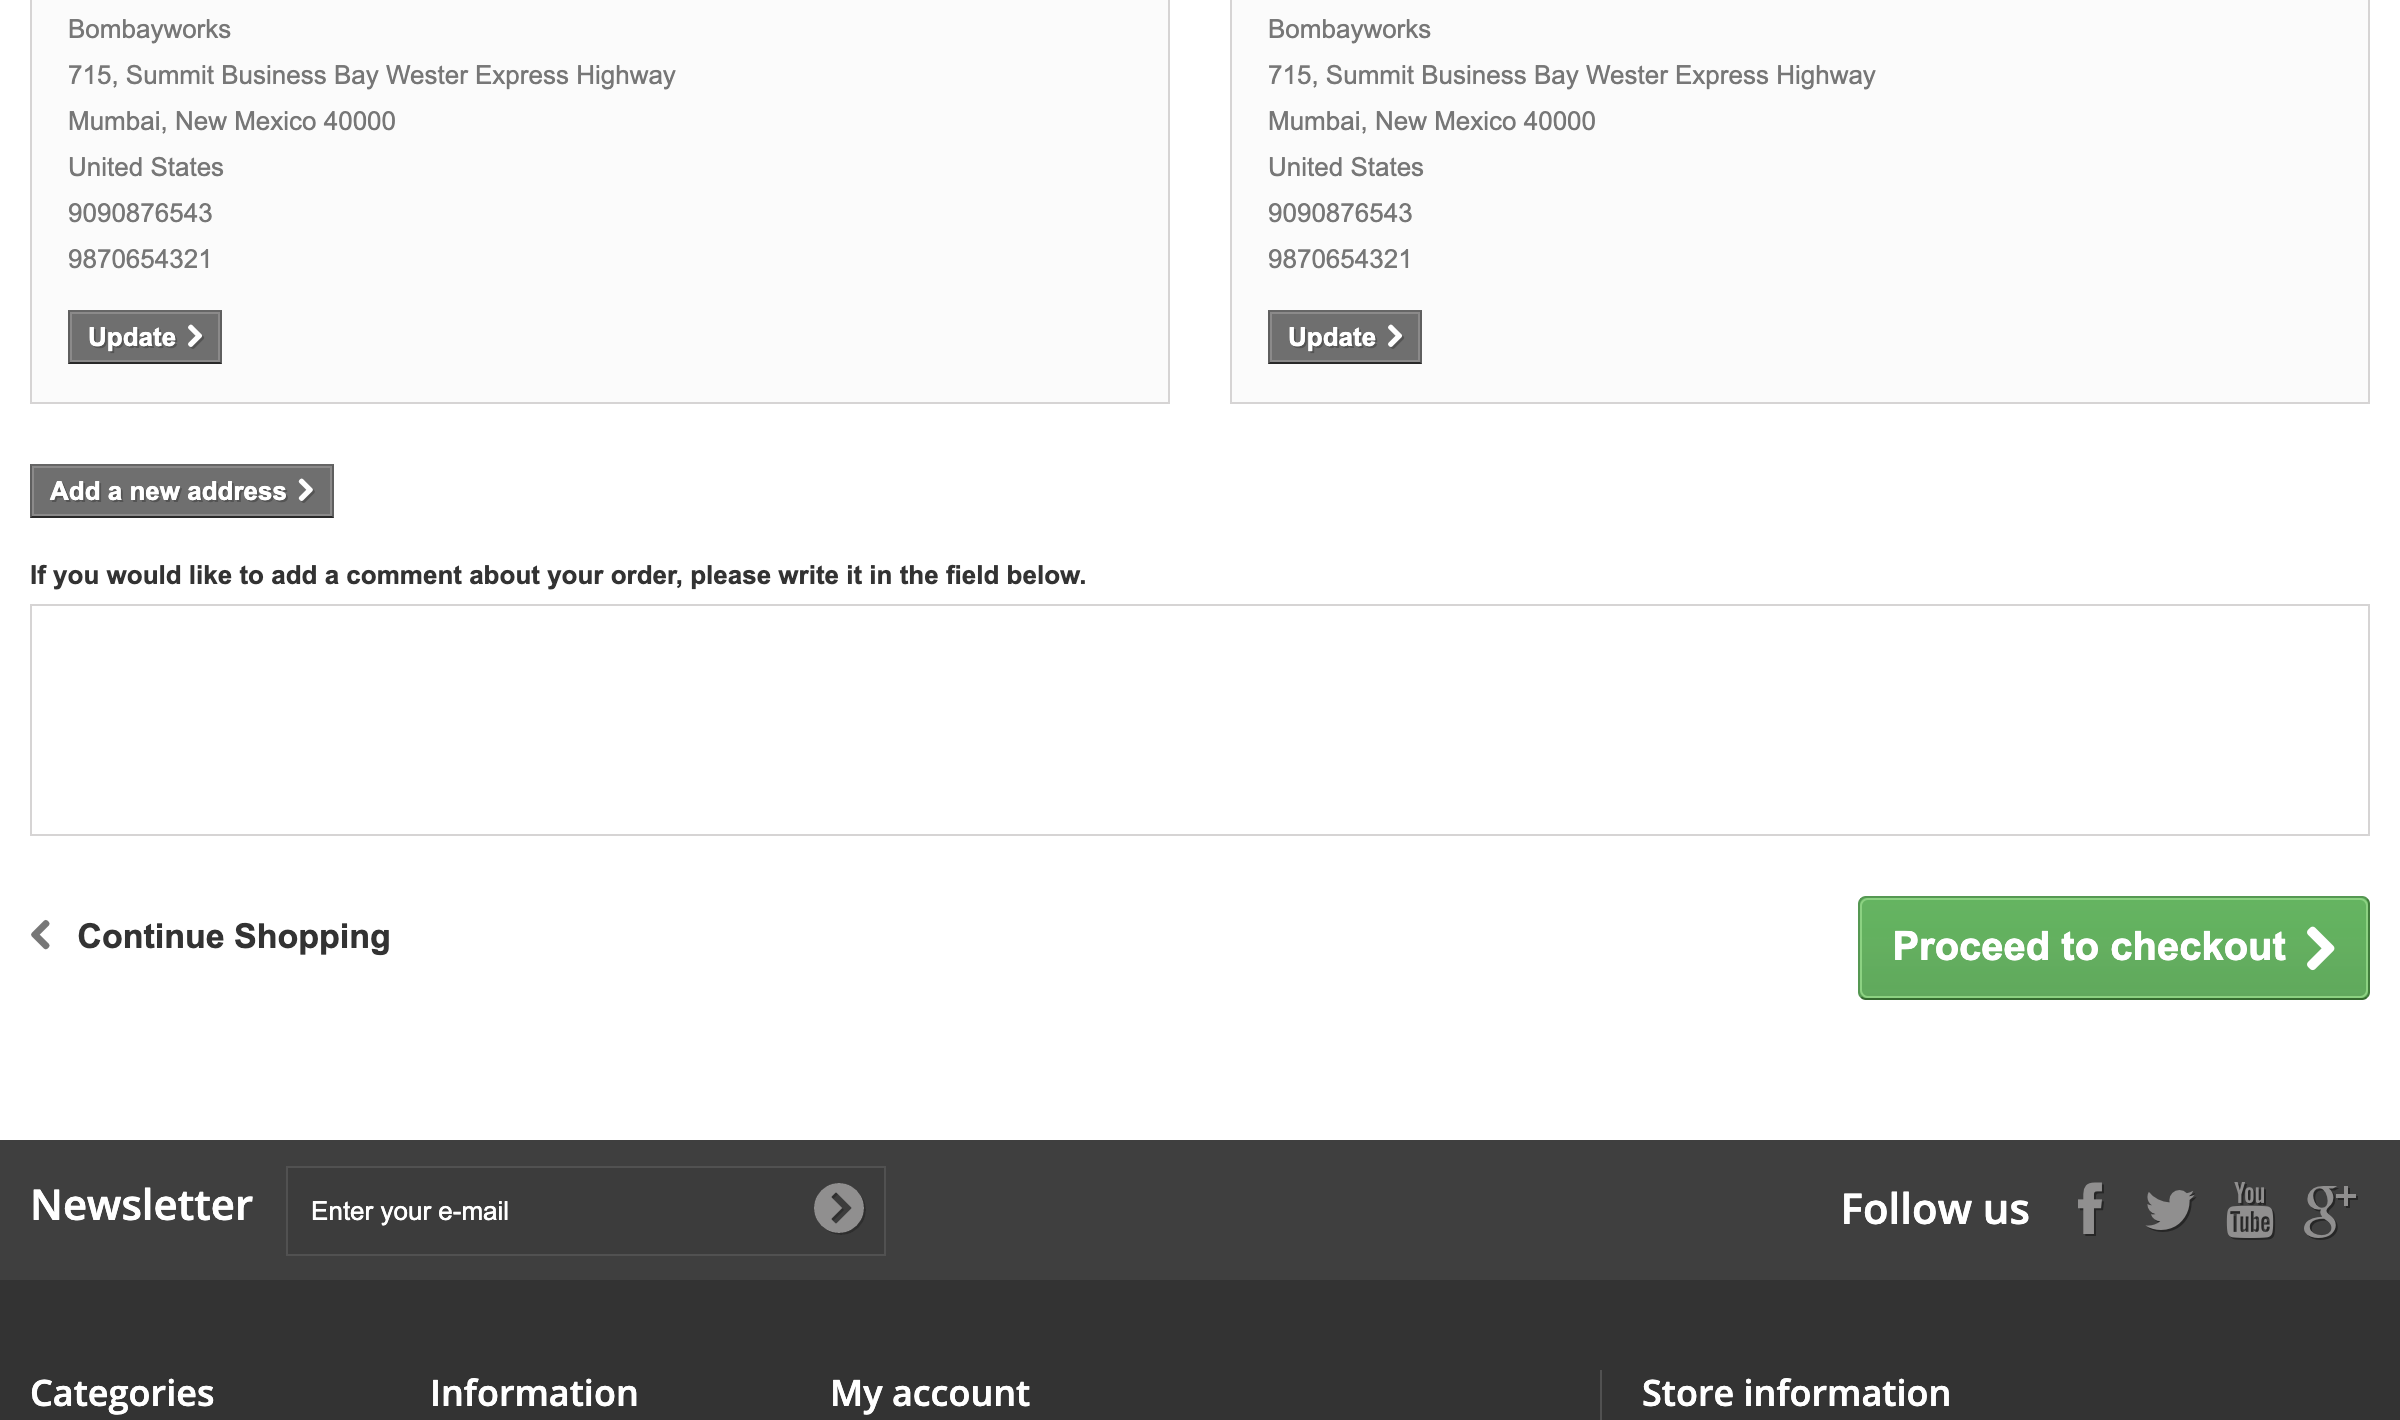 Bombayworks
715, Summit Business Bay Wester Express Highway
Mumbai, New Mexico 40000
United States
9090876543
9870654321
Update
Bombayworks
715, Summit Business Bay Wester Express Highway
Mumbai, New Mexico 40000
United States
9090876543
9870654321
Update
Add a new address
If you would like to add a comment about your order, please write it in the field below.
Continue Shopping
Proceed to checkout
Newsletter
Enter your e-mail
Follow us
You
Tube
g+
Categories
Information
My account
Store information